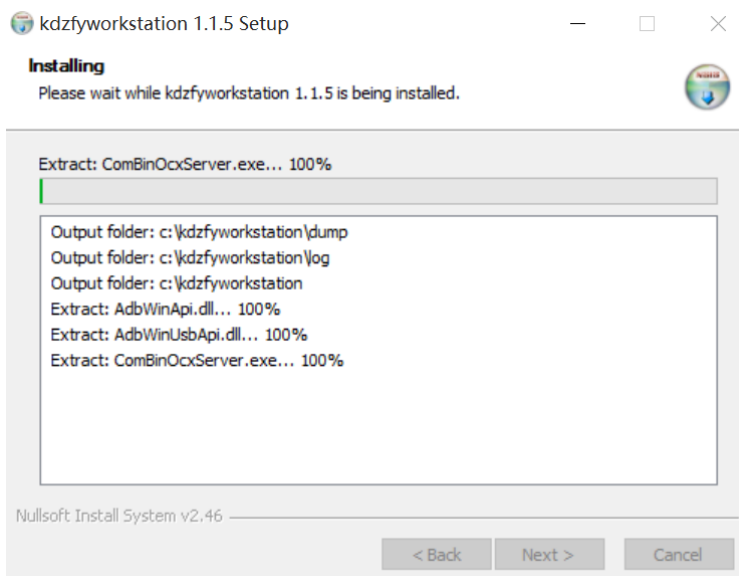 kdzfyworkstation 1.1.5 Setup
Installing
Please wait while kdzfyworkstation 1.1.5 is being installed.
Extract: ComBinOcxServer.exe... 100%
Output folder: c:\kdzfyworkstation\dump
Output folder: c:\kdzfyworkstation\log
Output folder: c:\kdzfyworkstation
Extract: AdbWinApi.dll... 100%
Extract: AdbWinUsbApi.dll... 100%
Extract: ComBinOcxServer.exe... 100%
Nullsoft Install System v2.46
< Back
Next >
Cancel